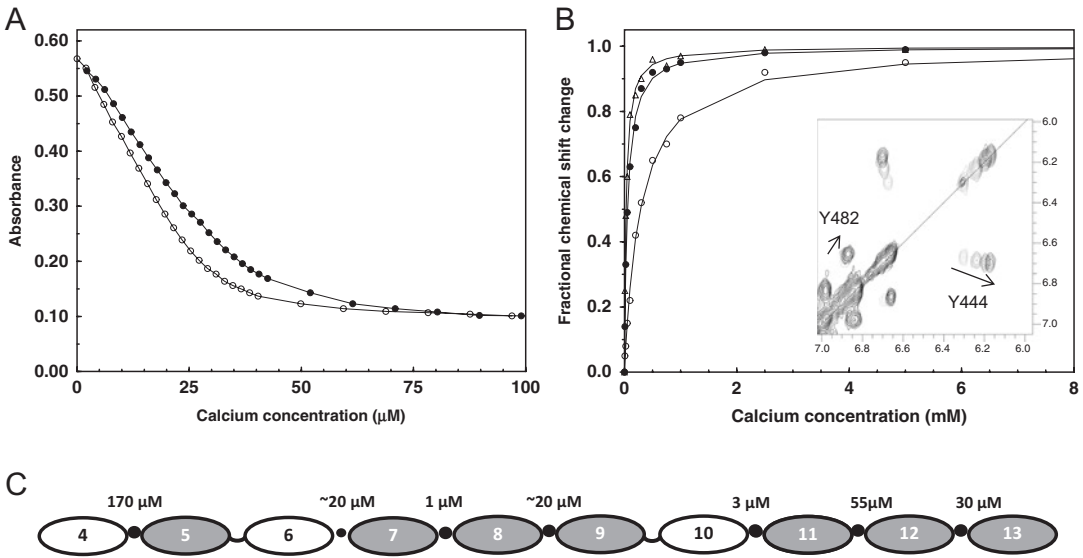 A
0.60
0.50
0.40
0.30
0.20
0.10
0.00
Absorbance
0 25 50 75 100
Calcium concentration (μM)
B
1.0
0.8
0.6
0.4
0.2
0.0
Fractional chemical shift change
0 2 4 6 8
Calcium concentration (mM)
Y482
Y444
6.0
6.2
6.4
6.6
6.8
7.0
7.0 6.8 6.6 6.4 6.2 6.0
C
170 μM ~20 μM 1 μM ~20 μM 3 μM 55μM 30 μM
4 5 6 7 8 9 10 11 12 13